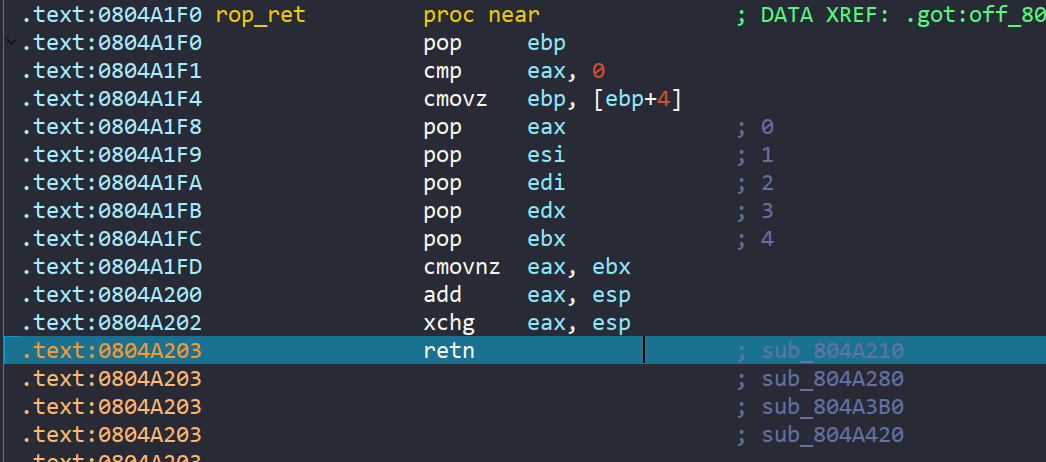 .text:0804A1F0 rop_ret proc near ; DATA XREF: .got:off_80
.text:0804A1F0 pop ebp
.text:0804A1F1 cmp eax, 0
.text:0804A1F4 cmovz ebp, [ebp+4]
.text:0804A1F8 pop eax ; 0
.text:0804A1F9 pop esi ; 1
.text:0804A1FA pop edi ; 2
.text:0804A1FB pop edx ; 3
.text:0804A1FC pop ebx ; 4
.text:0804A1FD cmovnz eax, ebx
.text:0804A200 add eax, esp
.text:0804A202 xchg eax, esp
.text:0804A203 retn ; sub_804A210
.text:0804A203 ; sub_804A280
.text:0804A203 ; sub_804A3B0
.text:0804A203 ; sub_804A420
.text:0804A203